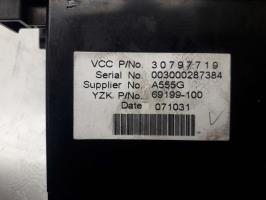 VCC P/No. 30797719
Serial No. 003000287384
Supplier No. A555G
YZK. P/No. 69199-100
Date 071031